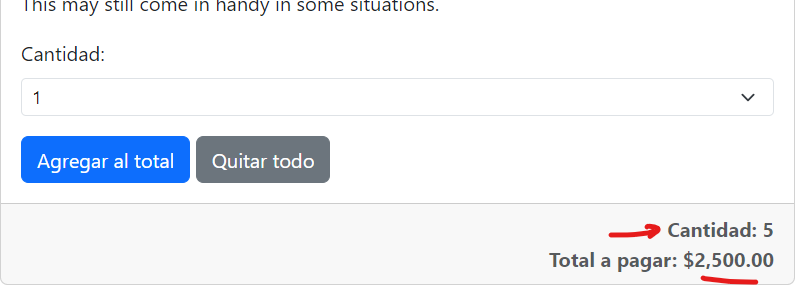 This may still come in handy in some situations.
Cantidad:
1
Agregar al total
Quitar todo
Cantidad: 5
Total a pagar: $2,500.00